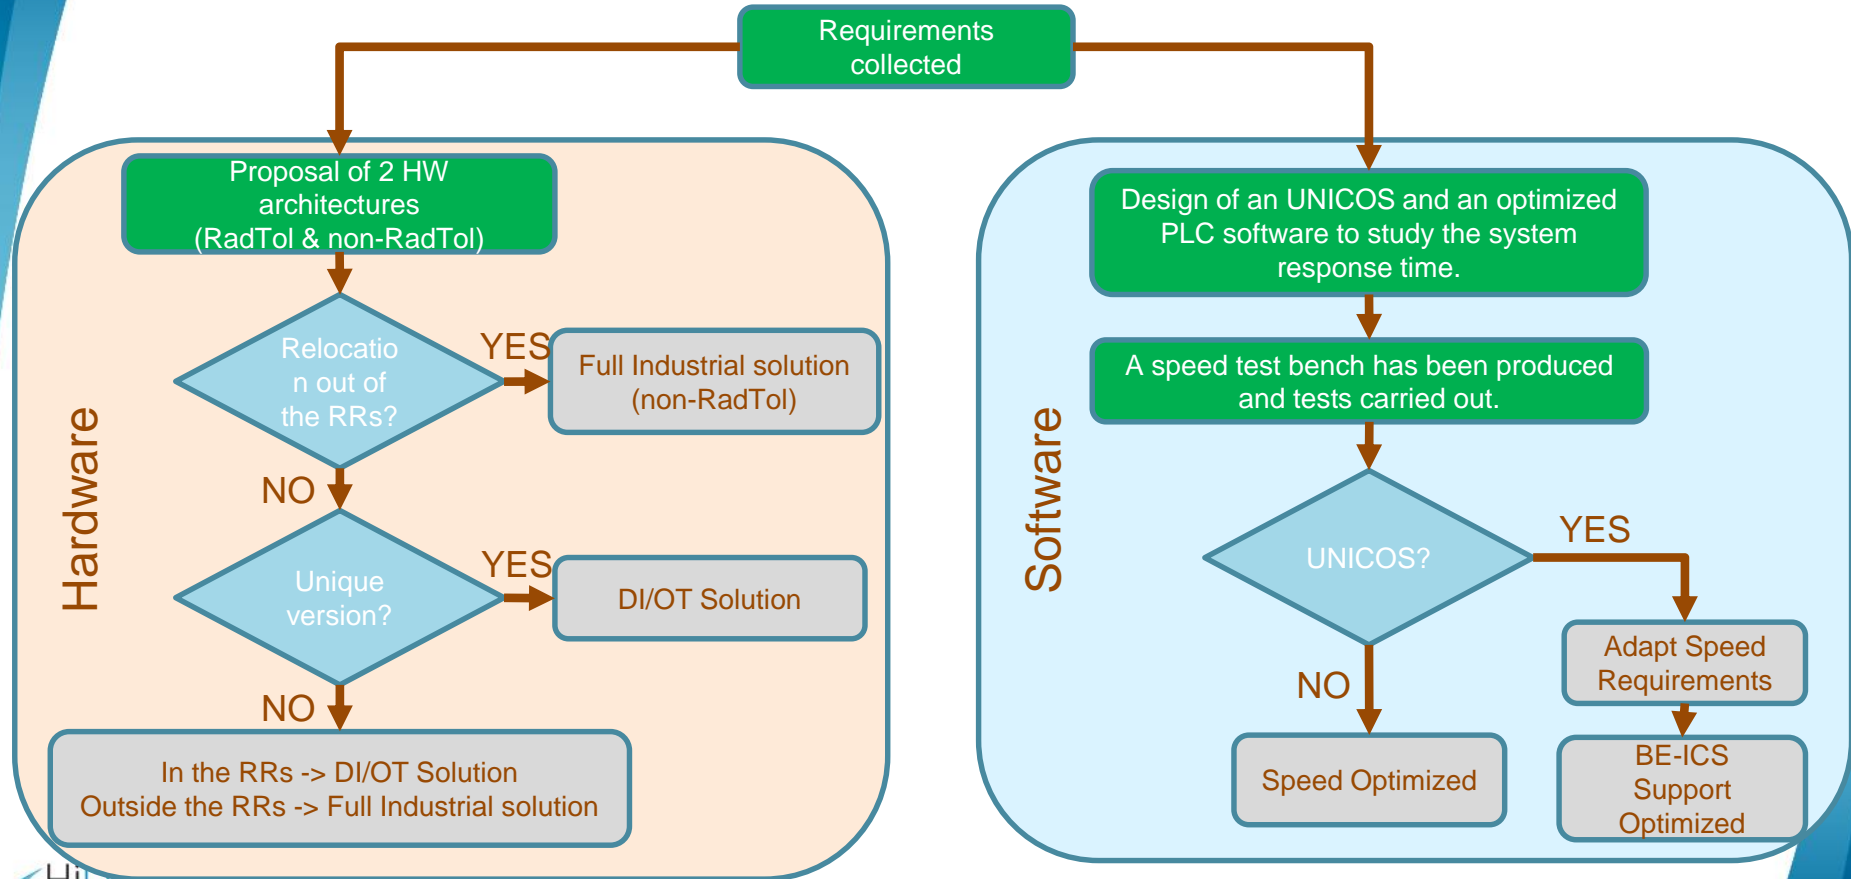 Requirements
collected
Hardware
Proposal of 2 HW
architectures
(RadTol & non-RadTol)
Relocatio
n out of
the RRs?
YES
Full Industrial solution
(non-RadTol)
NO
Unique
version?
YES
DI/OT Solution
NO
In the RRs -> DI/OT Solution
Outside the RRs -> Full Industrial solution
Software
Design of an UNICOS and an optimized
PLC software to study the system
response time.
A speed test bench has been produced
and tests carried out.
UNICOS?
YES
Adapt Speed
Requirements
BE-ICS
Support
Optimized
NO
Speed Optimized